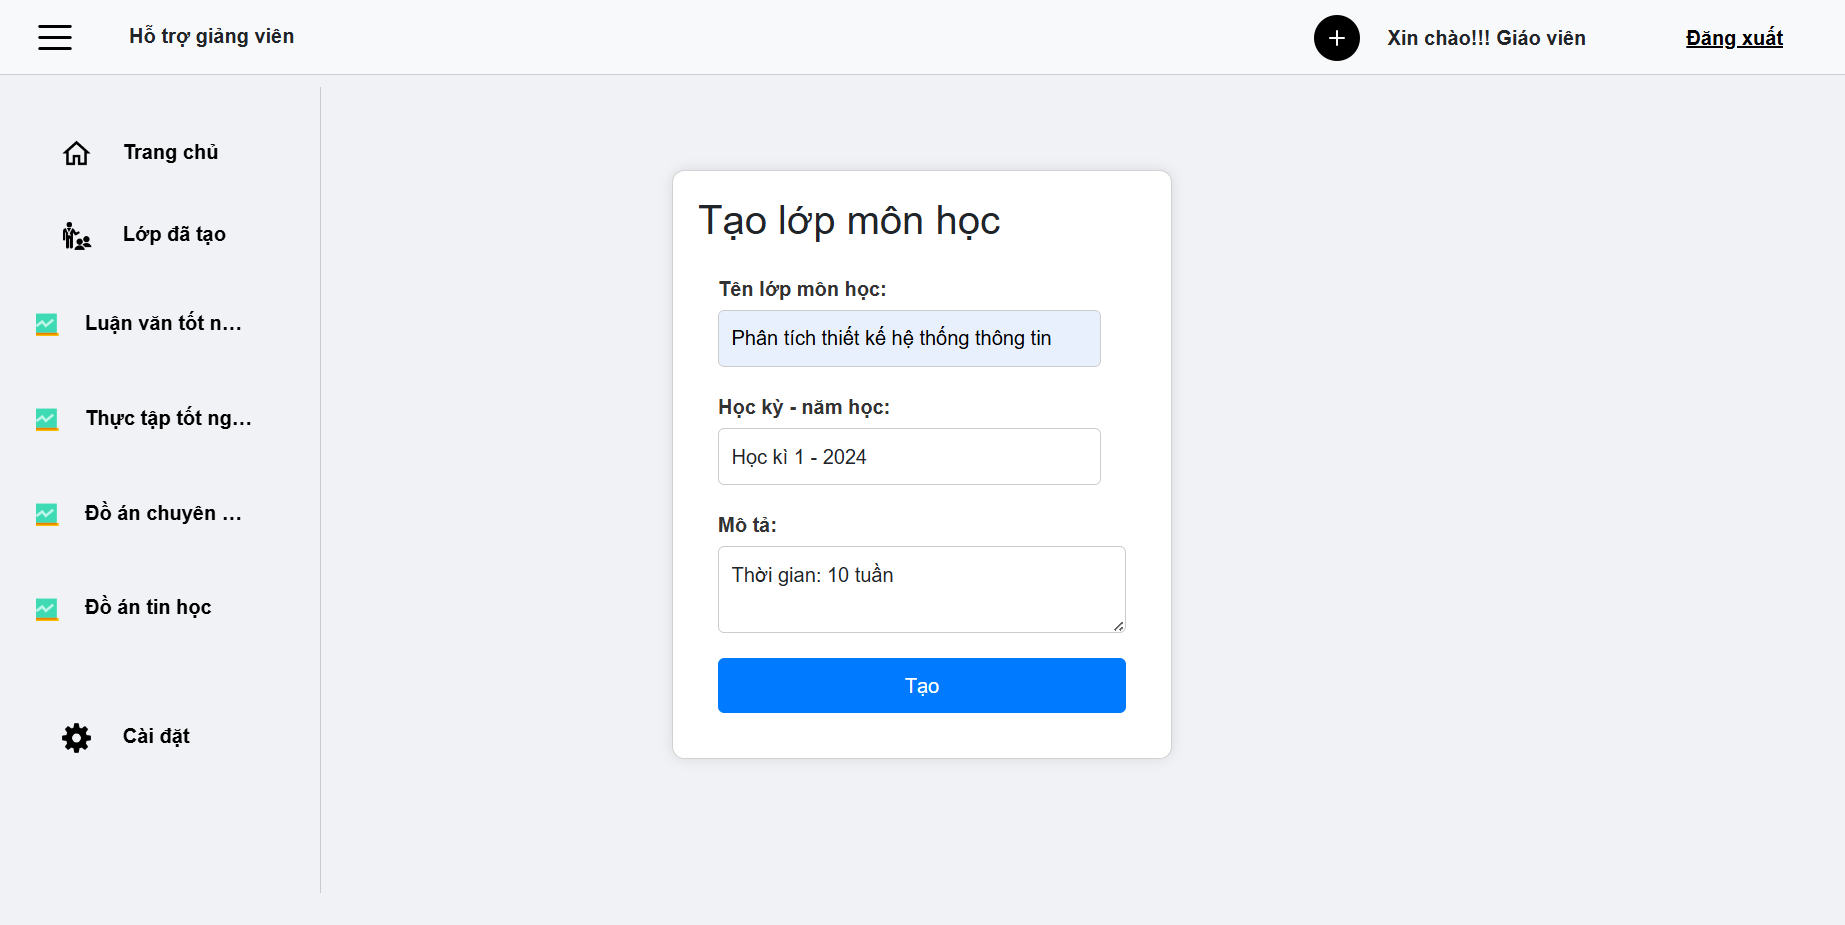 Hỗ trợ giảng viên
Xin chào!!! Giáo viên
Đăng xuất
Trang chủ
Lớp đã tạo
Luận văn tốt n...
Thực tập tốt ng...
Đồ án chuyên ...
Đồ án tin học
Cài đặt
Tạo lớp môn học
Tên lớp môn học:
Phân tích thiết kế hệ thống thông tin
Học kỳ - năm học:
Học kì 1 - 2024
Mô tả:
Thời gian: 10 tuần
Tạo